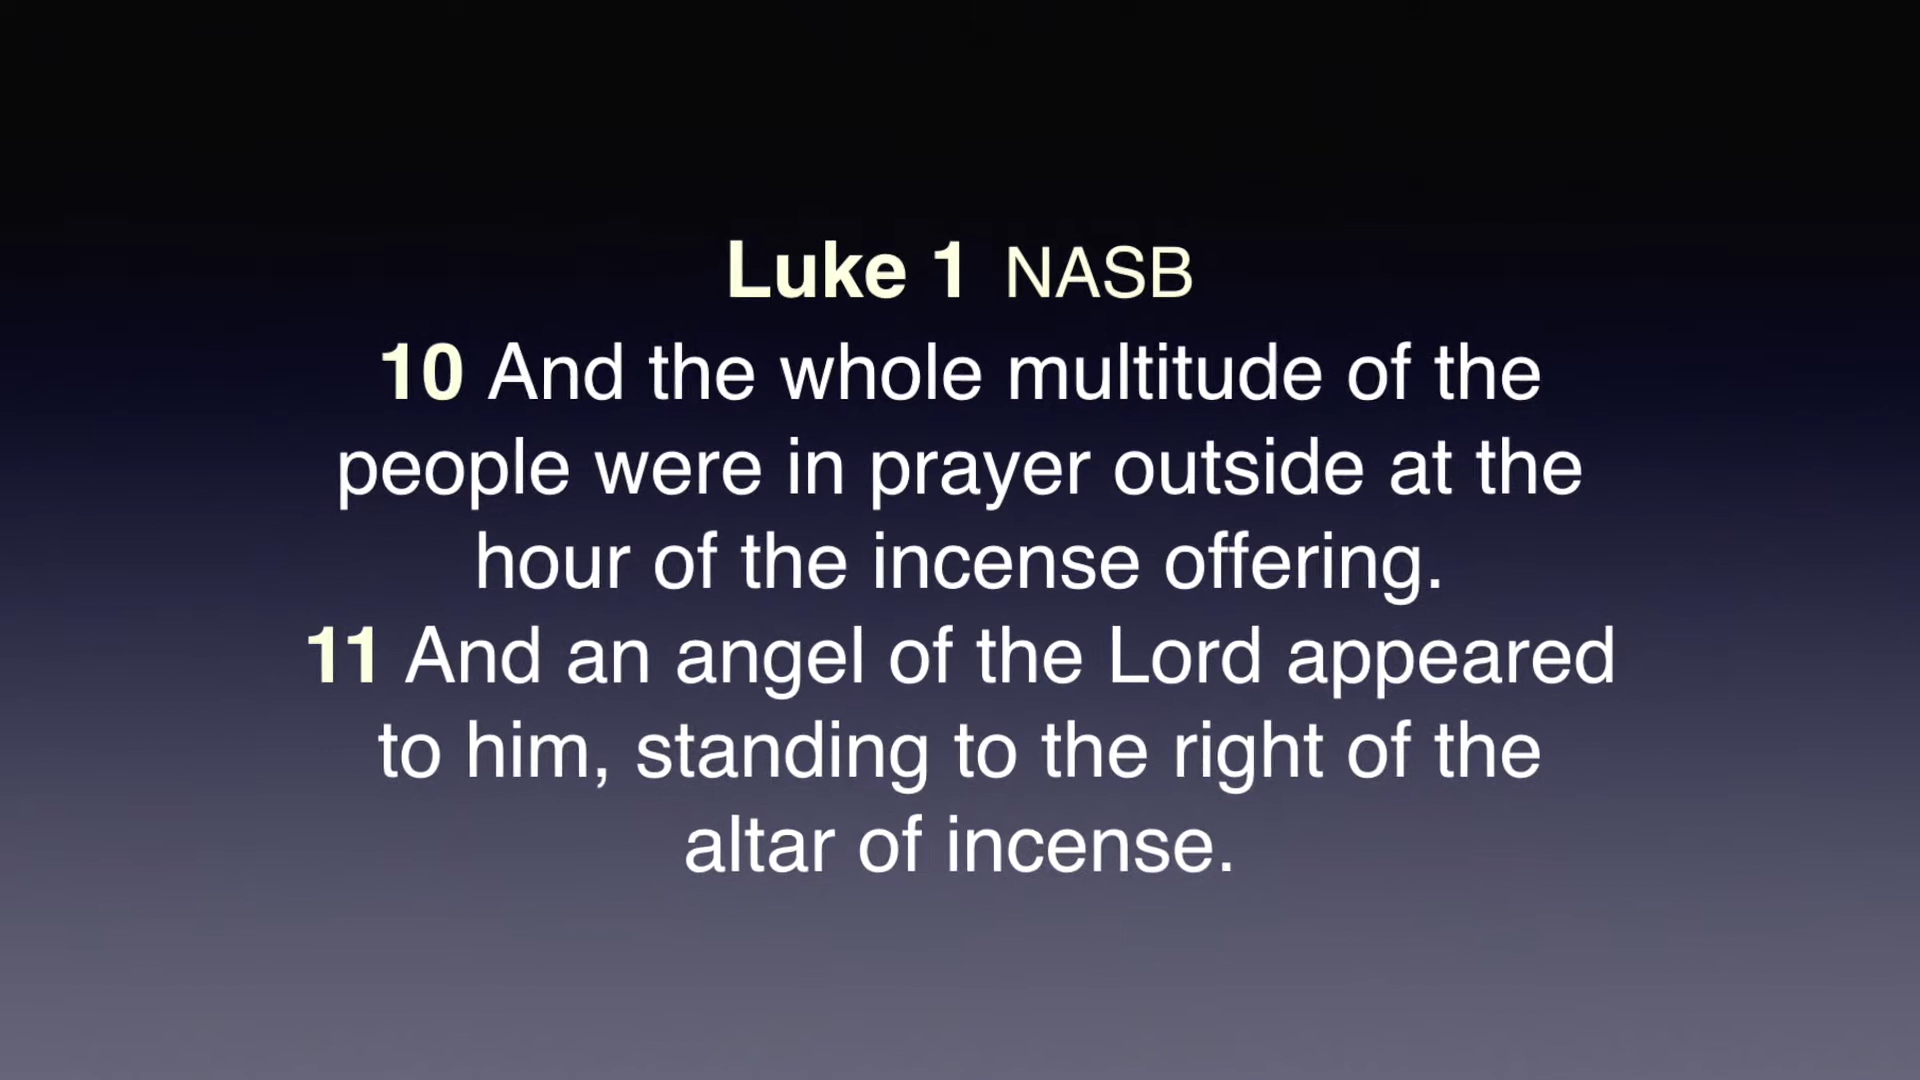 Luke 1 NASB
10 And the whole multitude of the
people were in prayer outside at the
hour of the incense offering.
11 And an angel of the Lord appeared
to him, standing to the right of the
altar of incense.